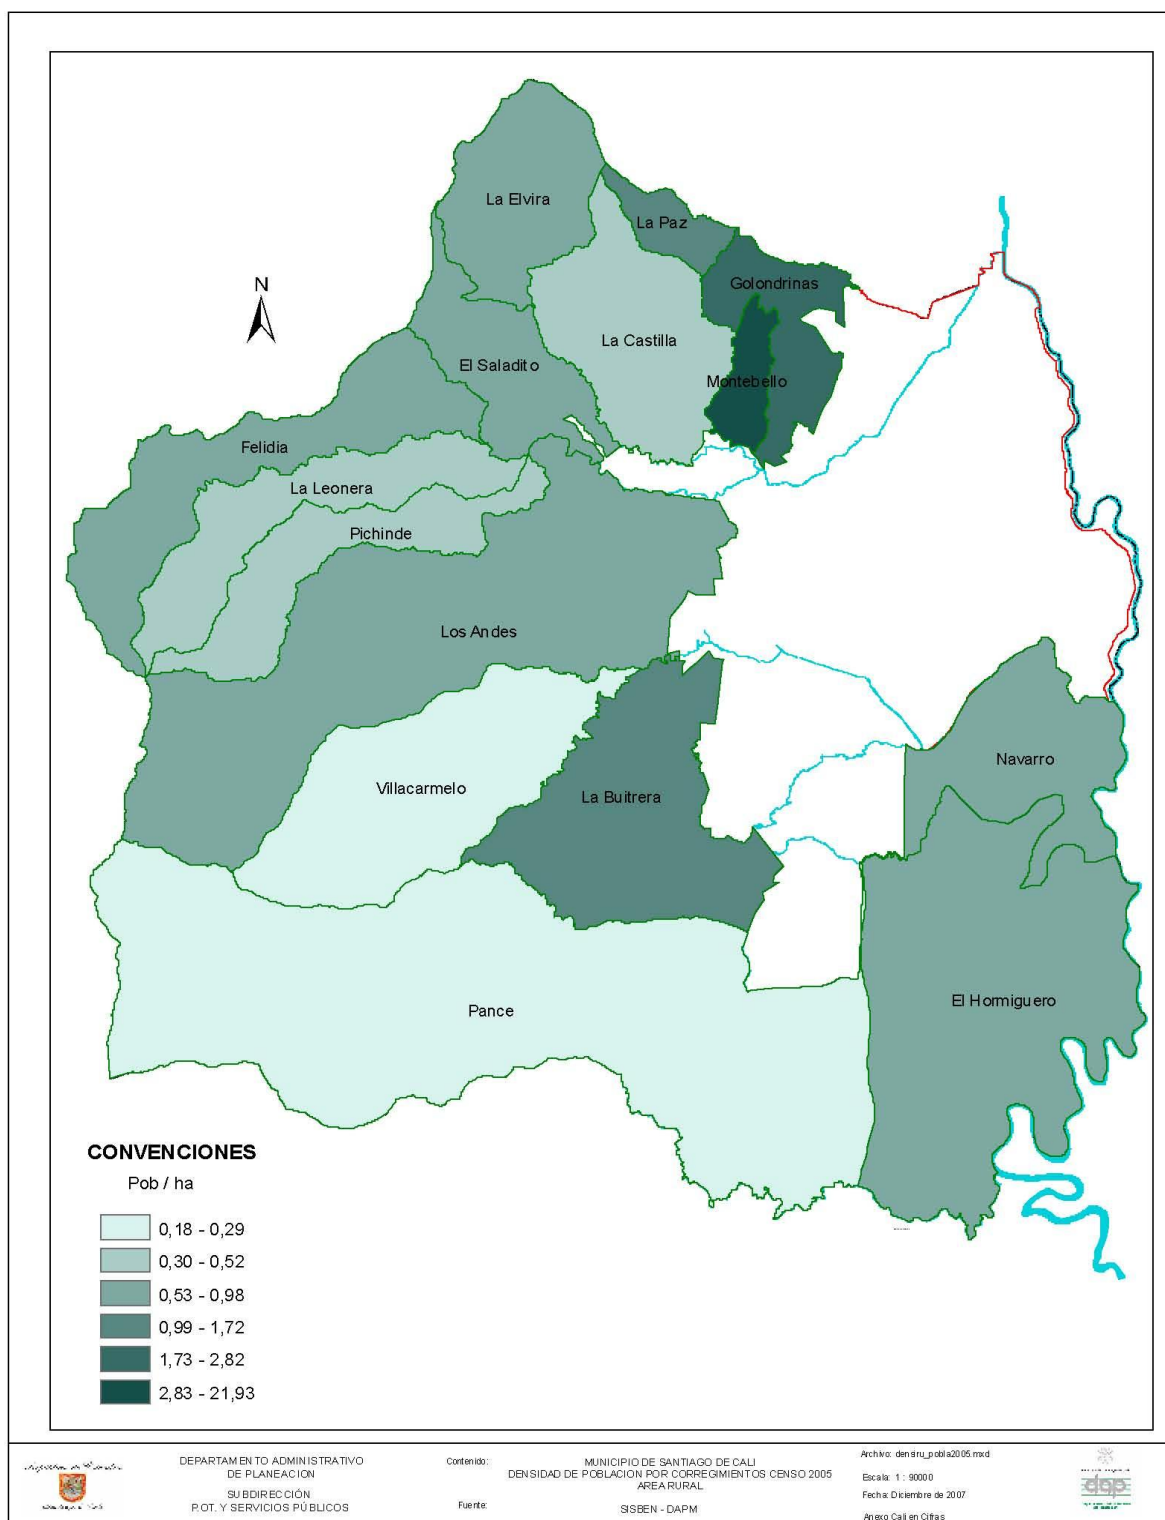 La Elvira
La Paz
N
Golondrinas
La Castilla
El Saladito
Montebello
Felidia
La Leonera
Pichinde
Los Andes
Navarro
Villacarmelo
La Buitrera
El Hormiguero
Pance
CONVENCIONES
Pob / ha
0,18 - 0,29
0,30 - 0,52
0,53 - 0,98
0,99 - 1,72
1,73 - 2,82
2,83 - 21,93
DEPARTAMENTO ADMINISTRATIVO
DE PLANEACION
SUBDIRECCIÓN
P.O.T. Y SERVICIOS PÚBLICOS
Contenido:
MUNICIPIO DE SANTIAGO DE CALI
DENSIDAD DE POBLACION POR CORREGIMIENTOS CENSO 2005
AREA RURAL
Fuente:
SISBEN - DAPM
Archivo: densiru_pobla2005.mxd
Escala: 1 : 90000
Fecha: Diciembre de 2007
Anexo Cali en Cifras
dap